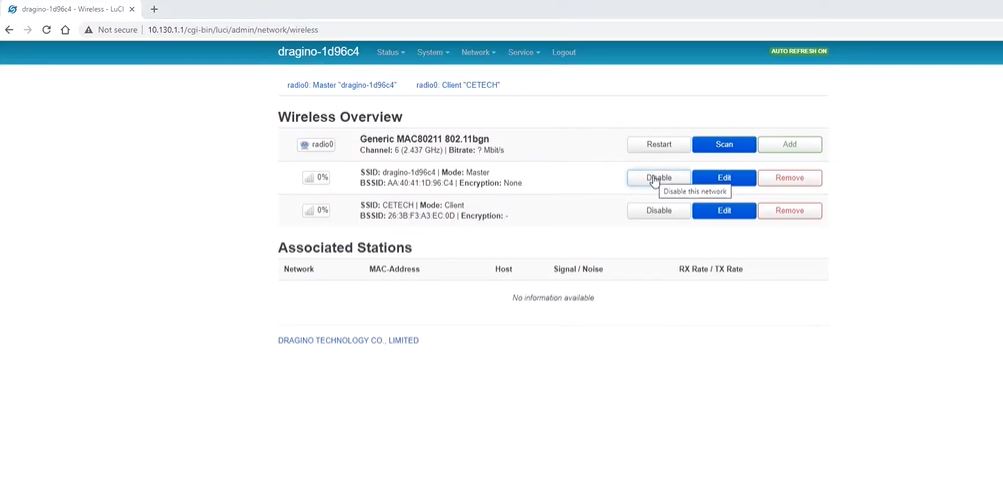 dragino-1d96c4 - Wireless - LuCI
Not secure | 10.130.1.1/cgi-bin/luci/admin/network/wireless
dragino-1d96c4 Status System Network Service Logout AUTO REFRESH ON
radio0: Master "dragino-1d96c4" radio0: Client "CETECH"
Wireless Overview
radio0 Generic MAC80211 802.11bgn Restart Scan Add
Channel: 6 (2.437 GHz) | Bitrate: ? Mbit/s
0% SSID: dragino-1d96c4 | Mode: Master Disable Edit Remove
BSSID: AA:40:41:1D:96:C4 | Encryption: None
Disable this network
0% SSID: CETECH | Mode: Client Disable Edit Remove
BSSID: 26:3B:F3:A3:EC:0D | Encryption: -
Associated Stations
Network MAC-Address Host Signal / Noise RX Rate / TX Rate
No information available
DRAGINO TECHNOLOGY CO., LIMITED